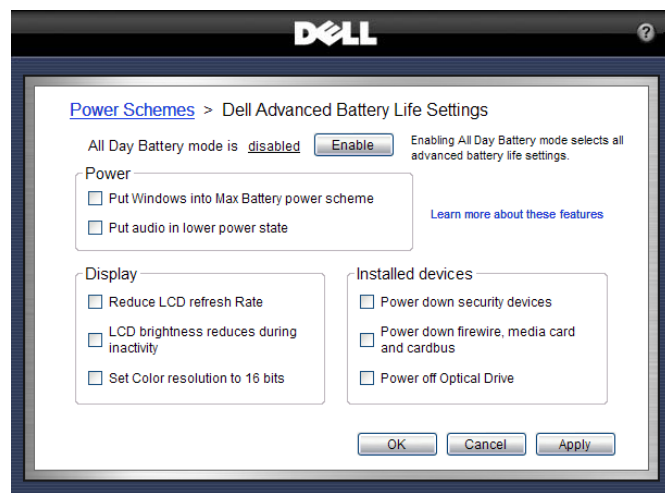 DELL
?
Power Schemes > Dell Advanced Battery Life Settings
All Day Battery mode is disabled Enable
Enabling All Day Battery mode selects all
advanced battery life settings.
Power
Put Windows into Max Battery power scheme
Put audio in lower power state
Learn more about these features
Display
Reduce LCD refresh Rate
LCD brightness reduces during
inactivity
Set Color resolution to 16 bits
Installed devices
Power down security devices
Power down firewire, media card
and cardbus
Power off Optical Drive
OK Cancel Apply